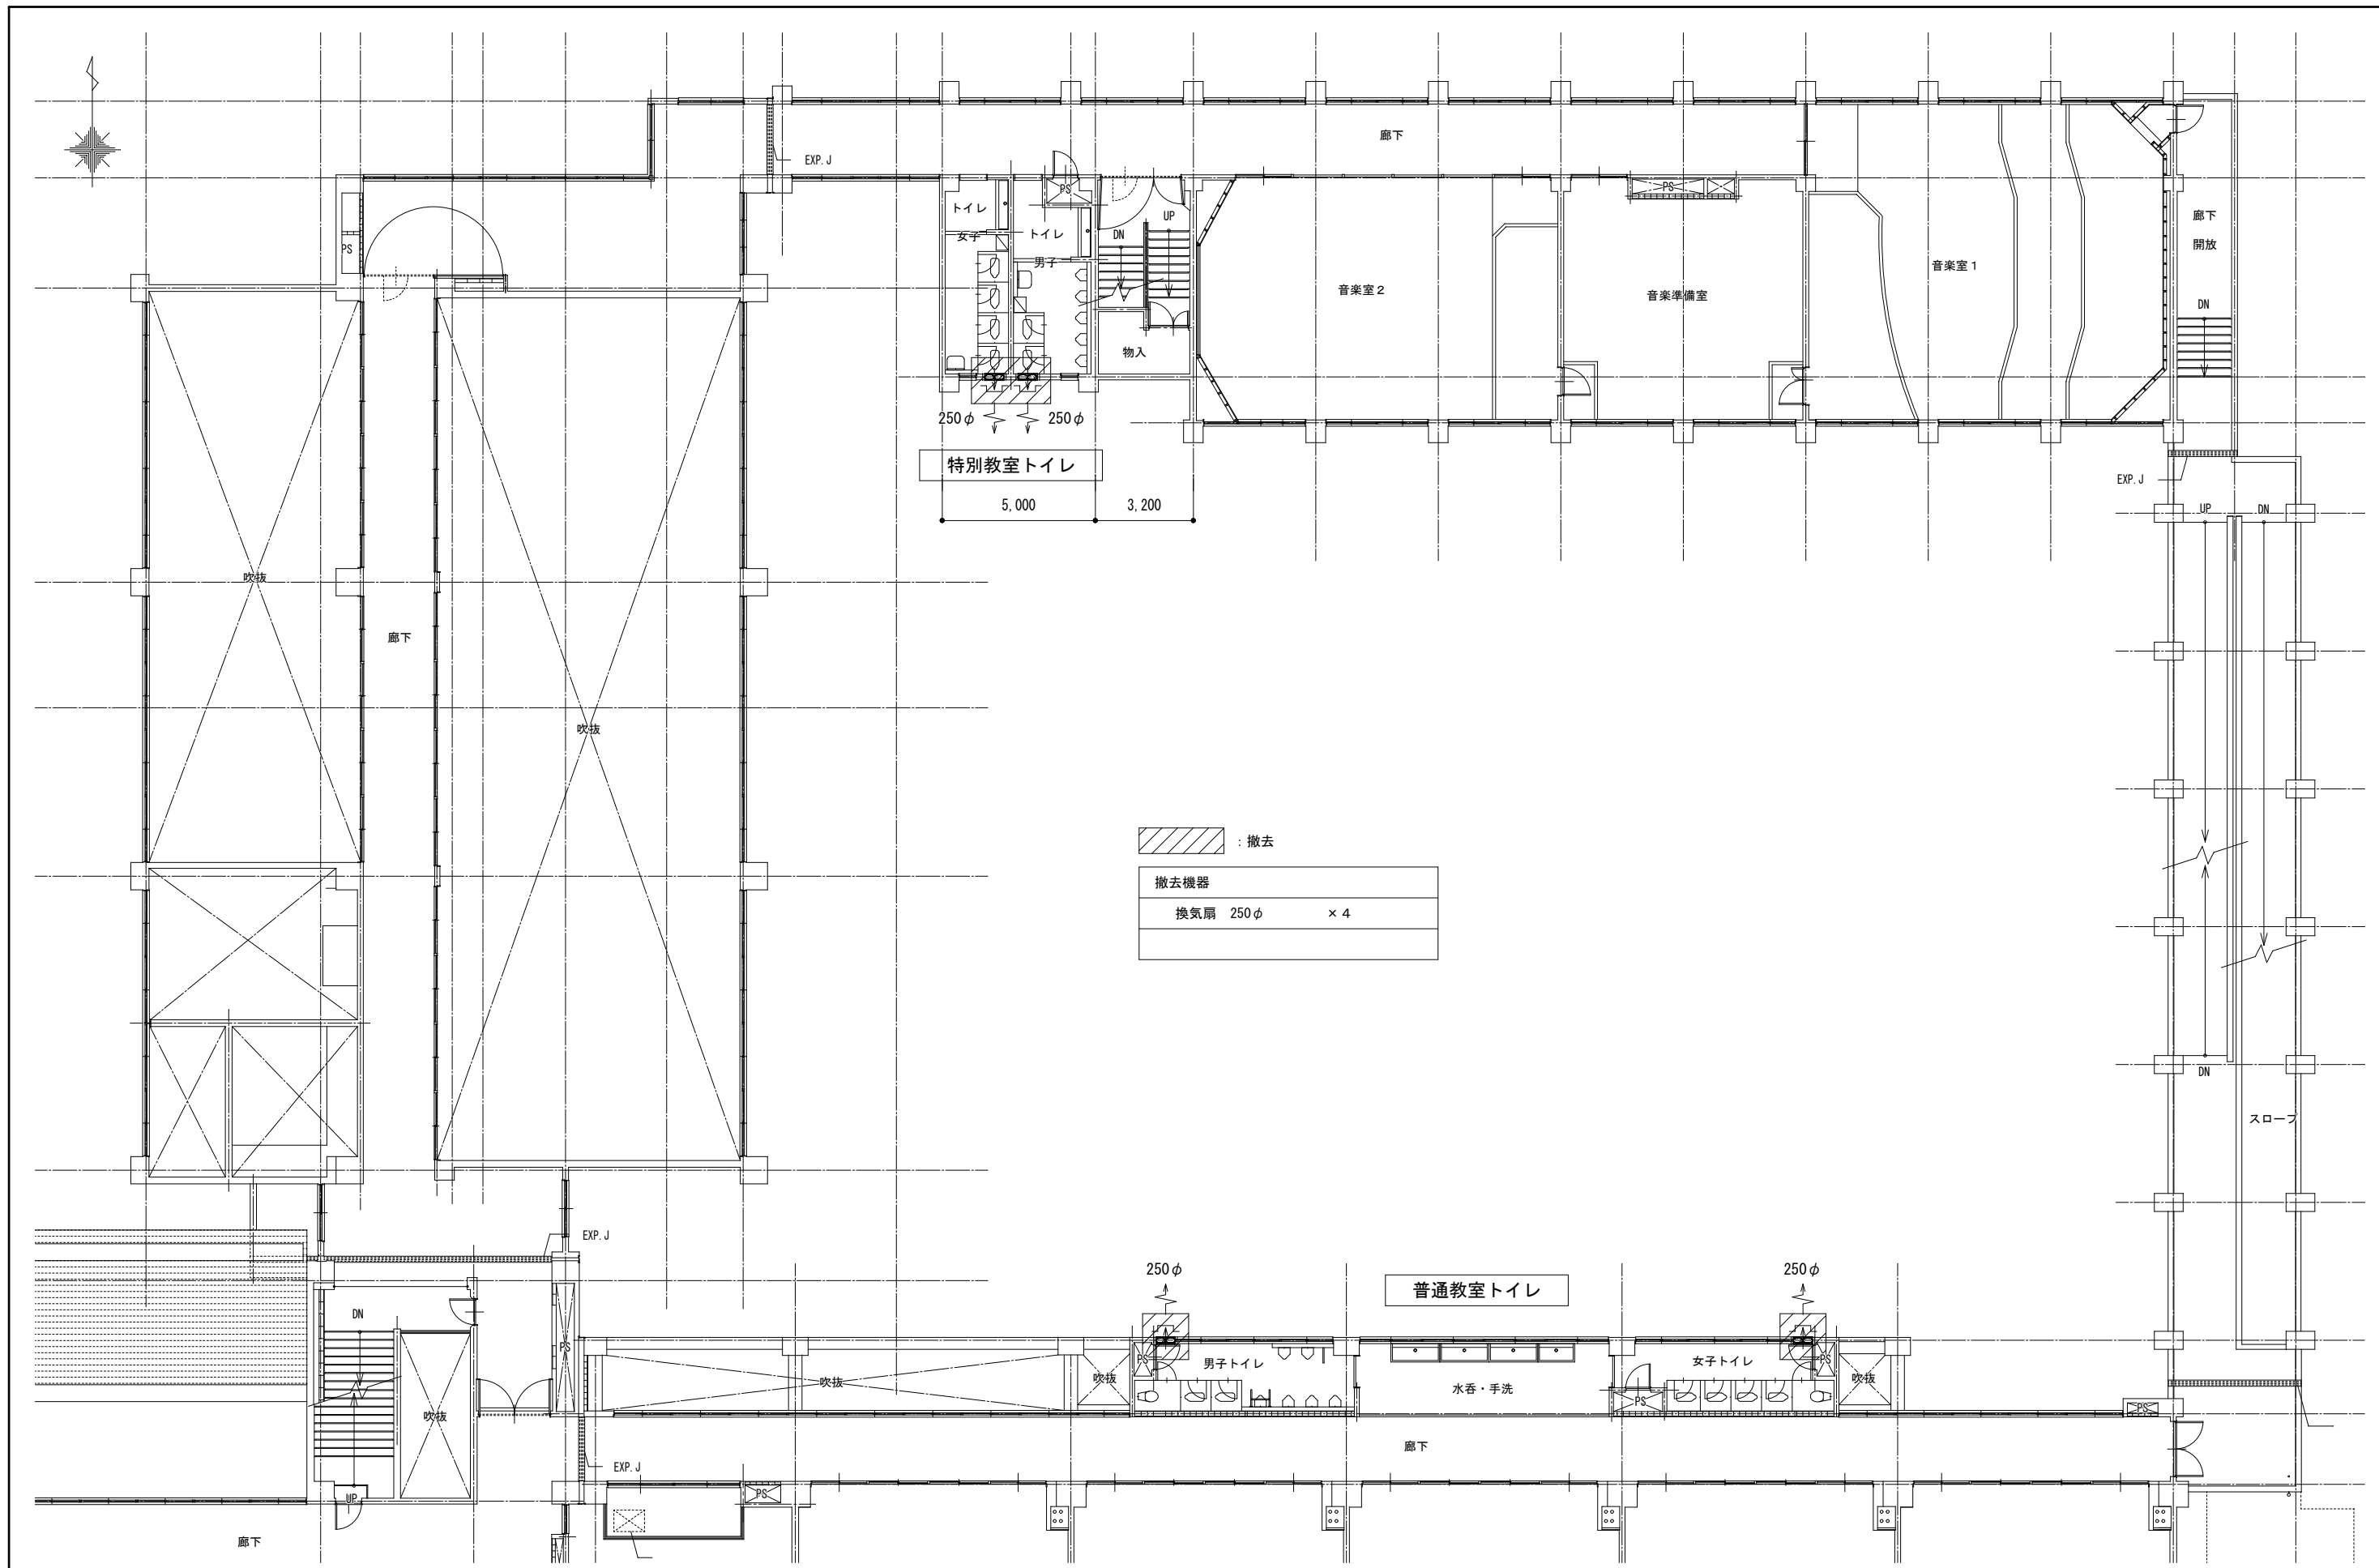 廊下
EXP. J
PS
トイレ
女子
トイレ
男子
DN
UP
PS
廊下
開放
PS
音楽室1
音楽室2
音楽準備室
DN
物入
250φ
250φ
特別教室トイレ
EXP. J
5,000
3,200
UP
DN
吹抜
廊下
吹抜
：撤去
撤去機器
換気扇 250φ ×4
DN
スロープ
EXP. J
250φ
普通教室トイレ
250φ
DN
PS
PS
男子トイレ
女子トイレ
PS
吹抜
吹抜
水呑・手洗
吹抜
PS
PS
吹抜
廊下
EXP. J
PS
UP
廊下